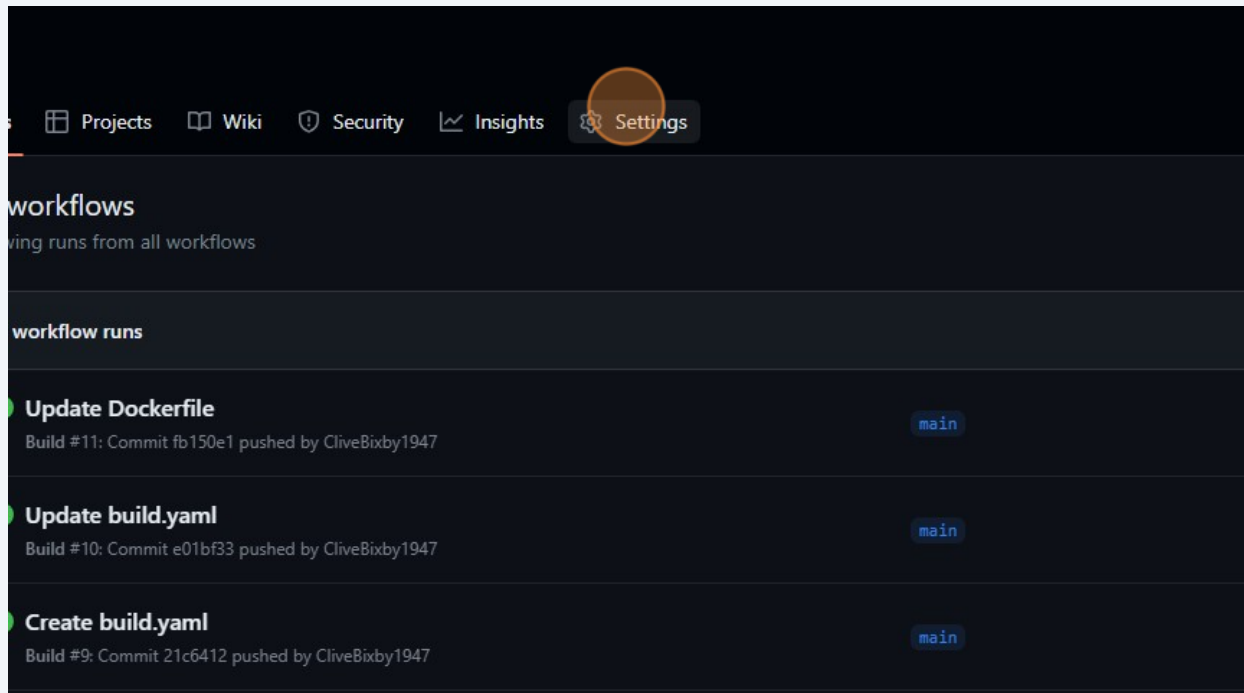 Projects Wiki Security Insights Settings
workflows
wing runs from all workflows
workflow runs
Update Dockerfile
Build #11: Commit fb150e1 pushed by CliveBixby1947
main
Update build.yaml
Build #10: Commit e01bf33 pushed by CliveBixby1947
main
Create build.yaml
Build #9: Commit 21c6412 pushed by CliveBixby1947
main